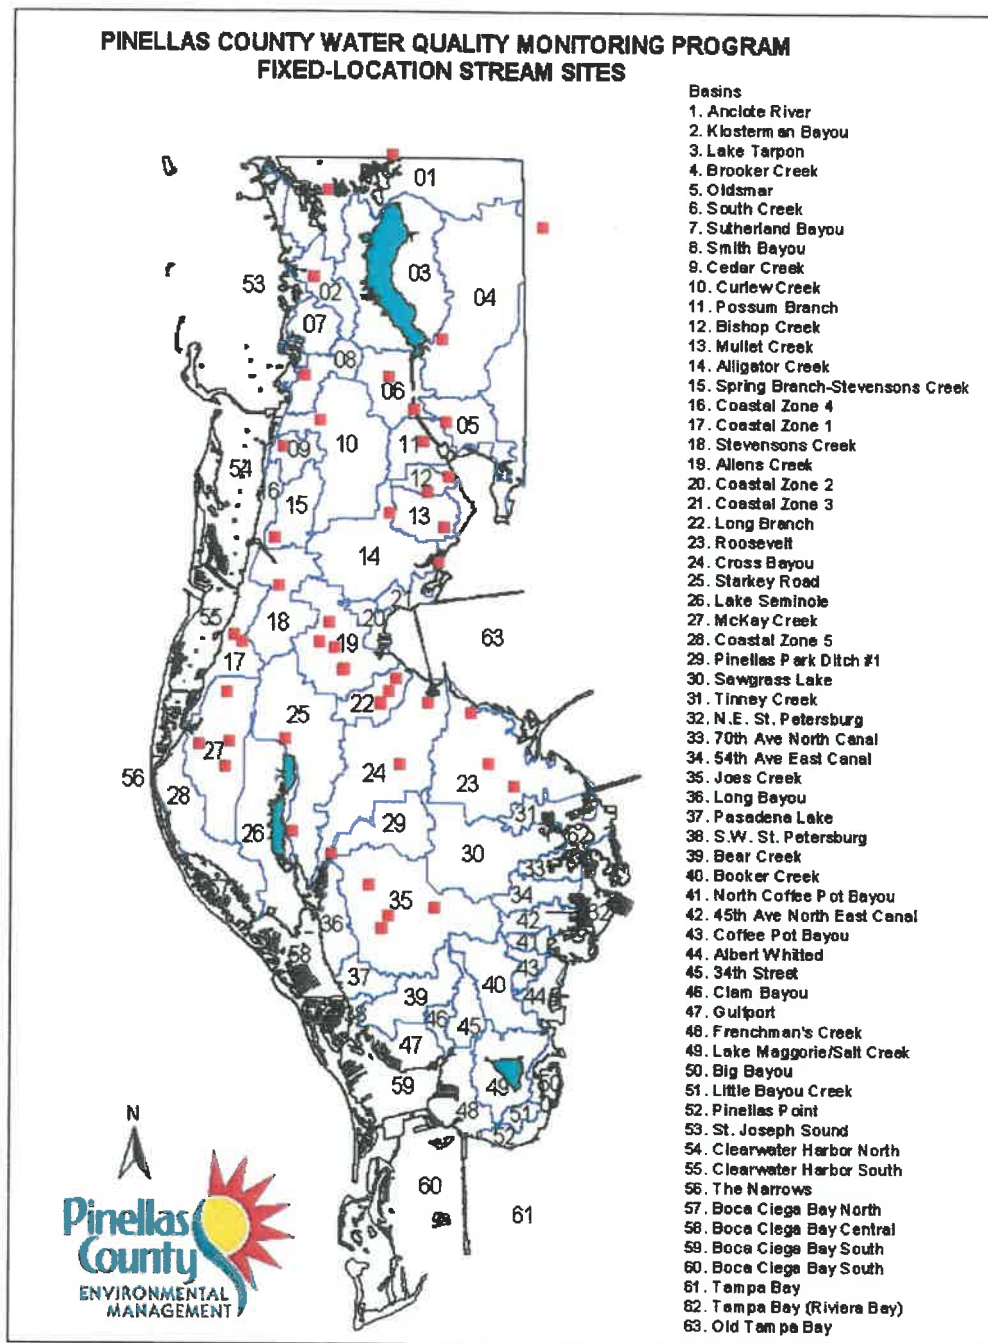 PINELLAS COUNTY WATER QUALITY MONITORING PROGRAM
FIXED-LOCATION STREAM SITES
Basins
1. Anclote River
2. Klosterman Bayou
3. Lake Tarpon
4. Brooker Creek
5. Oldsmar
6. South Creek
7. Sutherland Bayou
8. Smith Bayou
9. Cedar Creek
10. Curlew Creek
11. Possum Branch
12. Bishop Creek
13. Mullet Creek
14. Alligator Creek
15. Spring Branch-Stevensons Creek
16. Coastal Zone 4
17. Coastal Zone 1
18. Stevensons Creek
19. Allens Creek
20. Coastal Zone 2
21. Coastal Zone 3
22. Long Branch
23. Roosevelt
24. Cross Bayou
25. Starkey Road
26. Lake Seminole
27. McKay Creek
28. Coastal Zone 5
29. Pinellas Park Ditch #1
30. Sawgrass Lake
31. Tinney Creek
32. N.E. St. Petersburg
33. 70th Ave North Canal
34. 54th Ave East Canal
35. Joes Creek
36. Long Bayou
37. Pasadena Lake
38. S.W. St. Petersburg
39. Bear Creek
40. Booker Creek
41. North Coffee Pot Bayou
42. 45th Ave North East Canal
43. Coffee Pot Bayou
44. Albert Whitted
45. 34th Street
46. Clam Bayou
47. Gulfport
48. Frenchman's Creek
49. Lake Maggorie/Salt Creek
50. Big Bayou
51. Little Bayou Creek
52. Pinellas Point
53. St. Joseph Sound
54. Clearwater Harbor North
55. Clearwater Harbor South
56. The Narrows
57. Boca Ciega Bay North
58. Boca Ciega Bay Central
59. Boca Ciega Bay South
60. Boca Ciega Bay South
61. Tampa Bay
62. Tampa Bay (Riviera Bay)
63. Old Tampa Bay
01
03
53
02
04
07
08
06
05
10
11
09
54
12
6
15
13
14
21
55
18
20
19
63
17
22
25
27
24
23
56
28
31
26
29
62
30
33
35
34
36
42
32
41
58
43
37
40
39
44
46
45
47
59
49
50
48
51
52
60
61
N
Pinellas
County
ENVIRONMENTAL
MANAGEMENT